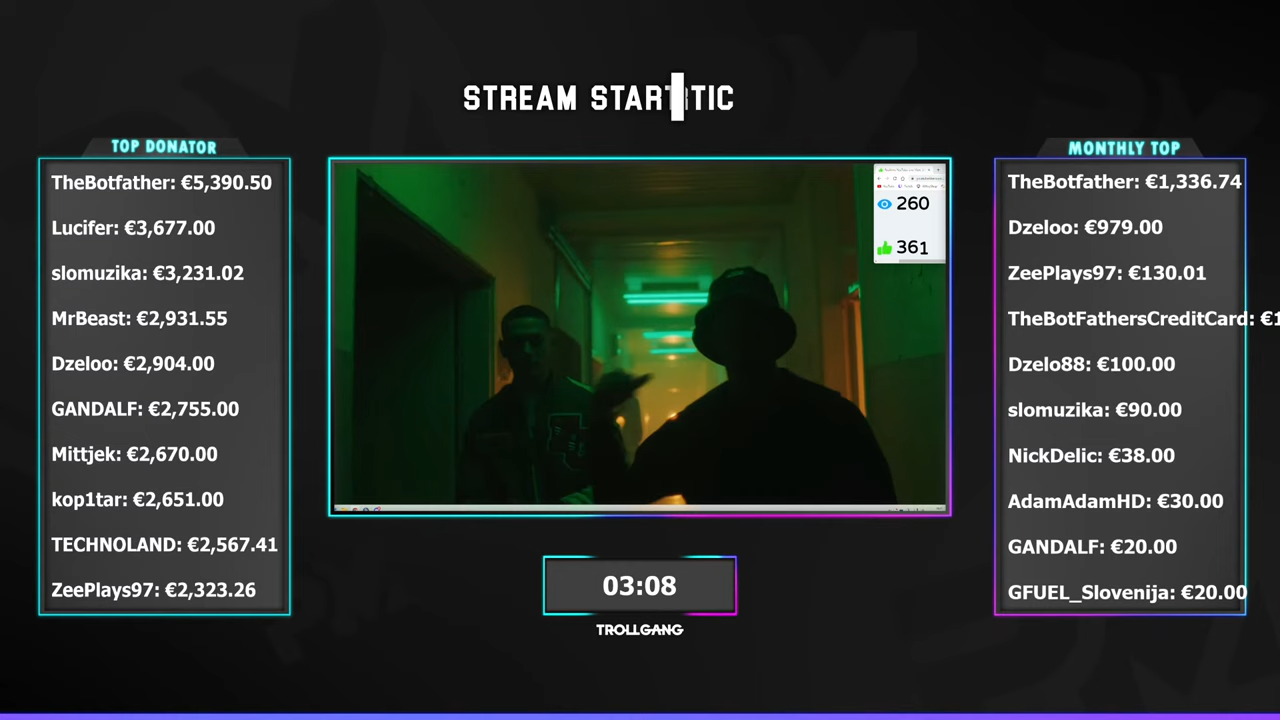 STREAM START TIC
TOP DONATOR
TheBotfather: €5,390.50
Lucifer: €3,677.00
slomuzika: €3,231.02
MrBeast: €2,931.55
Dzeloo: €2,904.00
GANDALF: €2,755.00
Mittjek: €2,670.00
kop1tar: €2,651.00
TECHNOLAND: €2,567.41
ZeePlays97: €2,323.26
260
361
03:08
TROLLGANG
MONTHLY TOP
TheBotfather: €1,336.74
Dzeloo: €979.00
ZeePlays97: €130.01
TheBotFathersCreditCard: €1
Dzelo88: €100.00
slomuzika: €90.00
NickDelic: €38.00
AdamAdamHD: €30.00
GANDALF: €20.00
GFUEL_Slovenija: €20.00